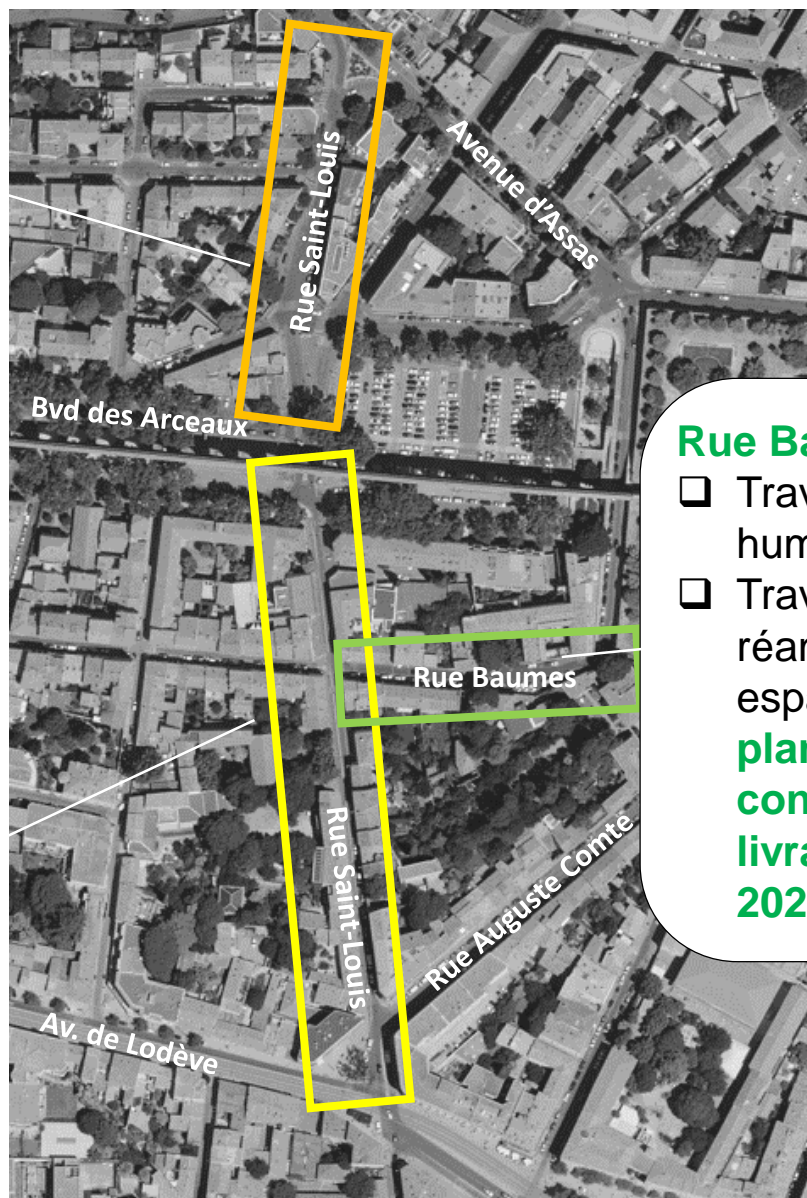 Rue Saint-Louis
Avenue d'Assas
Bvd des Arceaux
Rue Baumes
Rue Saint-Louis
Rue Auguste Comte
Av. de Lodève
Rue Ba
❑ Trav
hum
❑ Trav
réar
espa
plan
con
livra
202